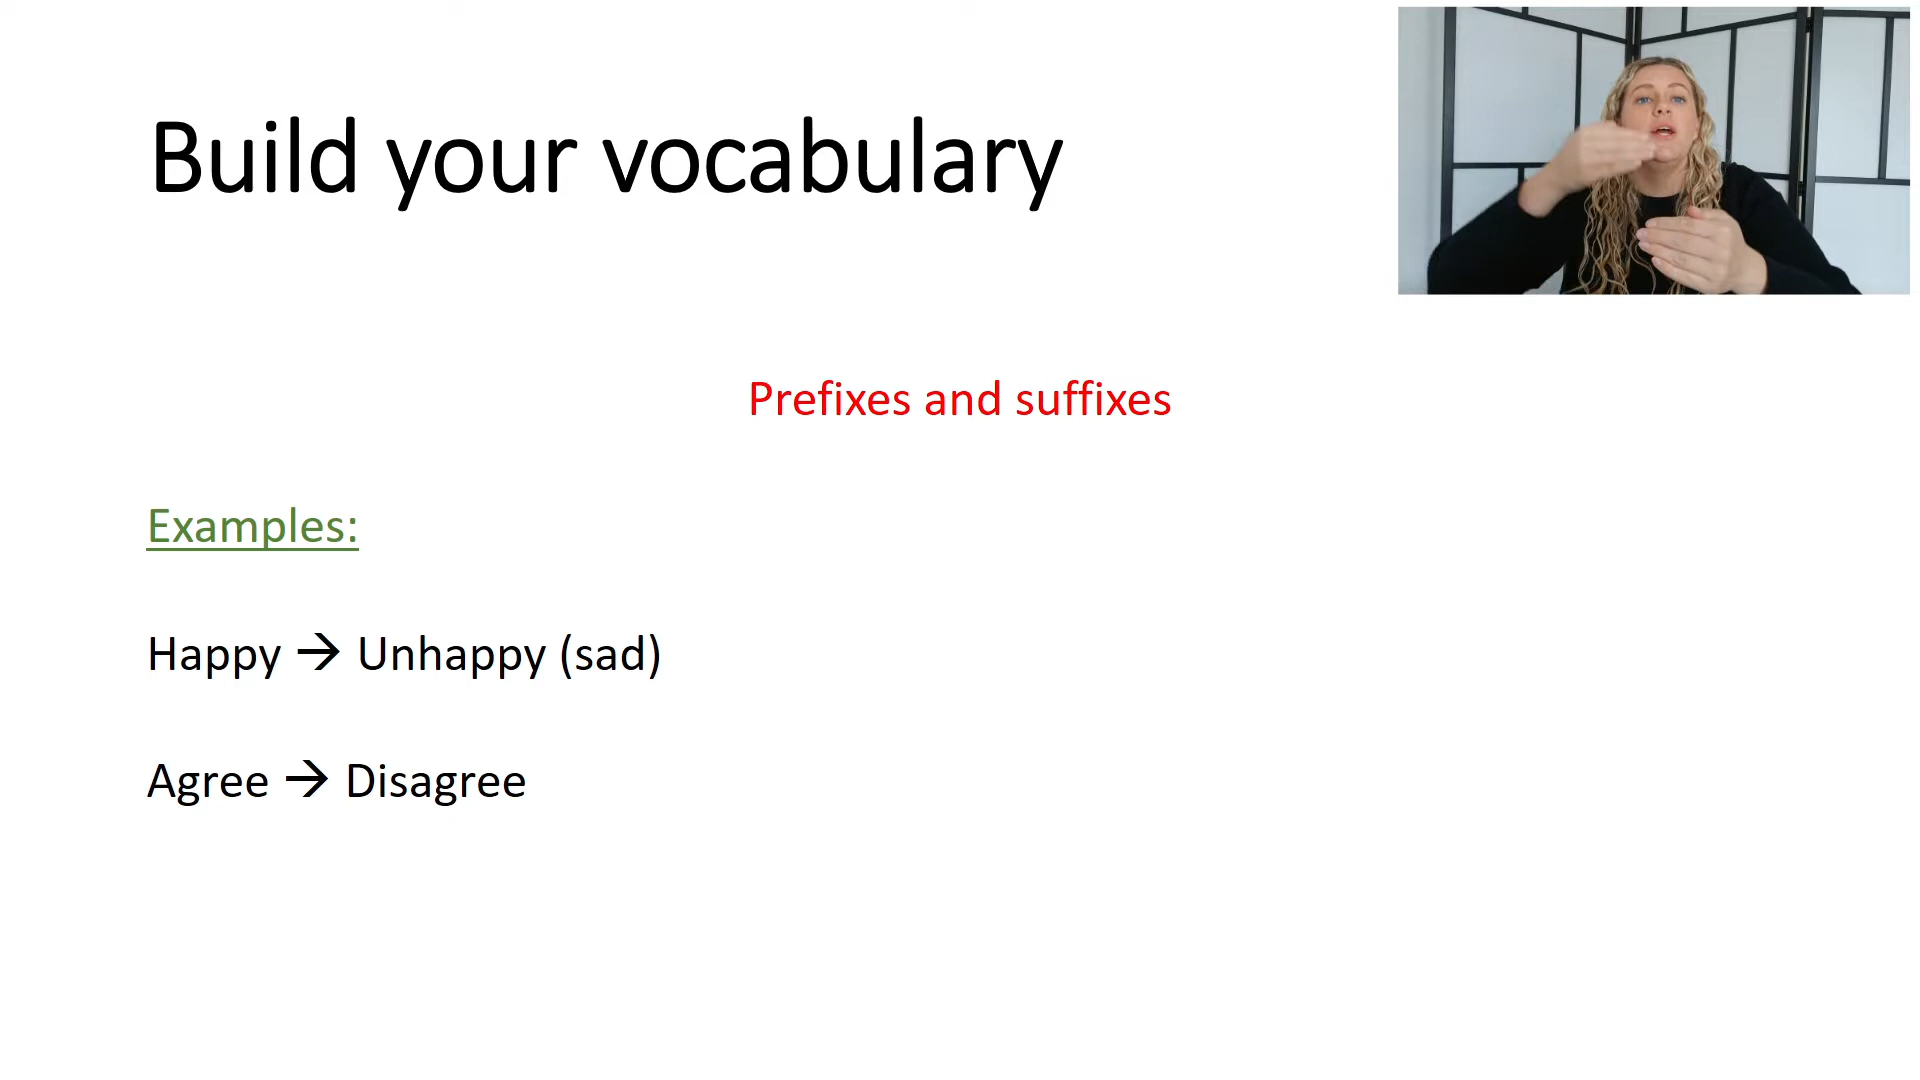 Build your vocabulary
Prefixes and suffixes
Examples:
Happy → Unhappy (sad)
Agree → Disagree